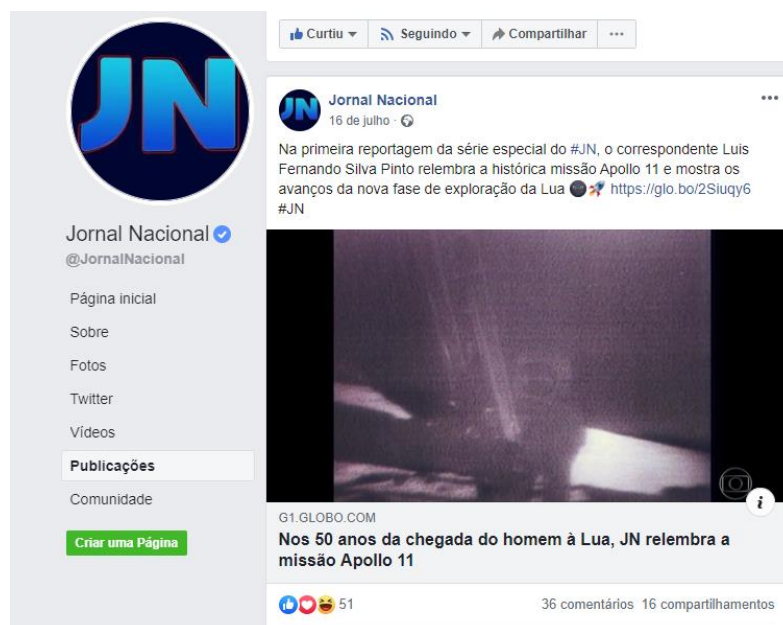 JN
Jornal Nacional
@JornalNacional
Página inicial
Sobre
Fotos
Twitter
Vídeos
Publicações
Comunidade
Criar uma Página
Curtiu
Seguindo
Compartilhar
JN
Jornal Nacional
16 de julho ·
Na primeira reportagem da série especial do #JN, o correspondente Luis
Fernando Silva Pinto relembra a histórica missão Apollo 11 e mostra os
avanços da nova fase de exploração da Lua 🌑🚀 https://glo.bo/2Siuqy6
#JN
G1.GLOBO.COM
Nos 50 anos da chegada do homem à Lua, JN relembra a
missão Apollo 11
51
36 comentários 16 compartilhamentos